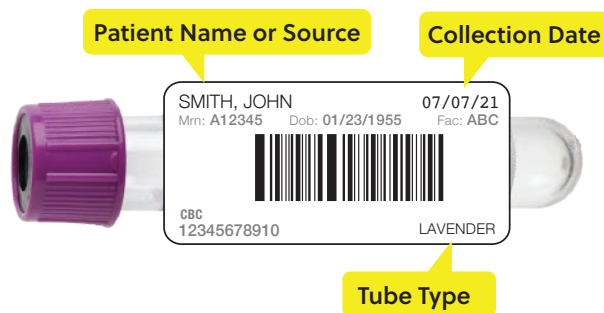 Patient Name or Source
Collection Date
SMITH, JOHN 07/07/21
Mrn: A12345 Dob: 01/23/1955 Fac: ABC
CBC
12345678910
LAVENDER
Tube Type